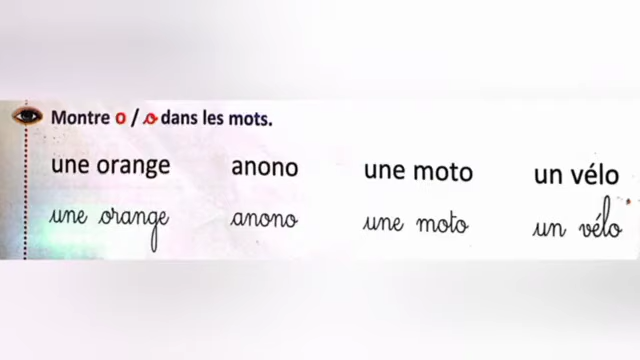 Montre o / o dans les mots.
une orange anono une moto un vélo
une orange anono une moto un vélo